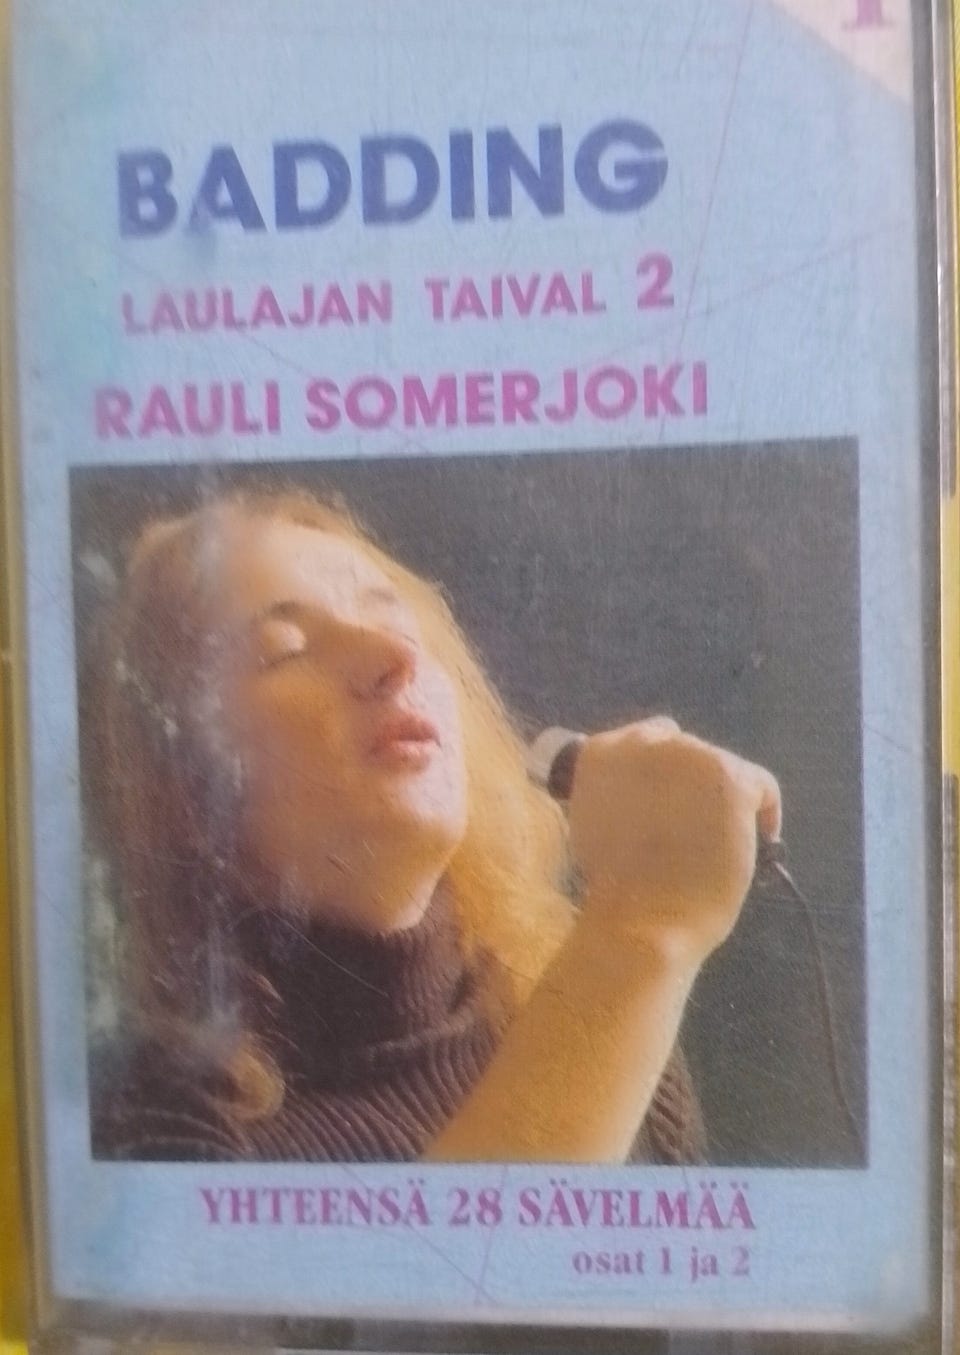 BADDING
LAULAJAN TAIVAL 2
RAULI SOMERJOKI
YHTEENSÄ 28 SÄVELMÄÄ
osat 1 ja 2